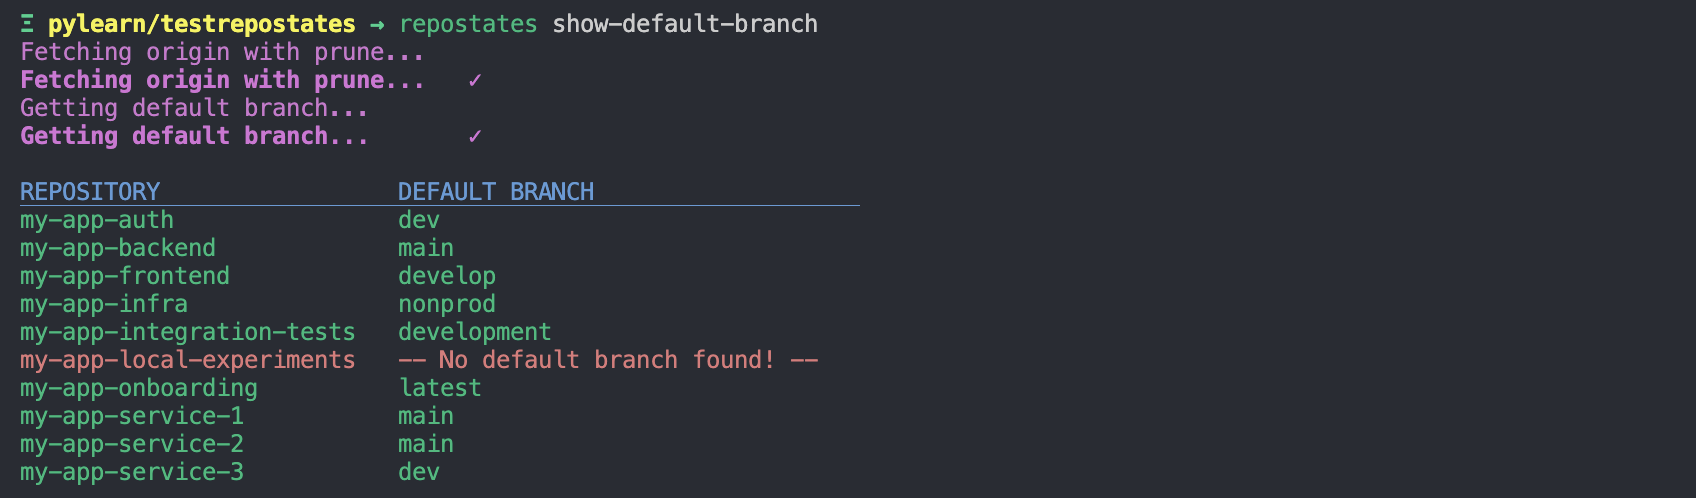 Ξ pylearn/testrepostates → repostates show-default-branch
Fetching origin with prune...
Fetching origin with prune...   ✓
Getting default branch...
Getting default branch...       ✓
REPOSITORY                 DEFAULT BRANCH
my-app-auth                dev
my-app-backend             main
my-app-frontend            develop
my-app-infra               nonprod
my-app-integration-tests   development
my-app-local-experiments   -- No default branch found! --
my-app-onboarding          latest
my-app-service-1           main
my-app-service-2           main
my-app-service-3           dev